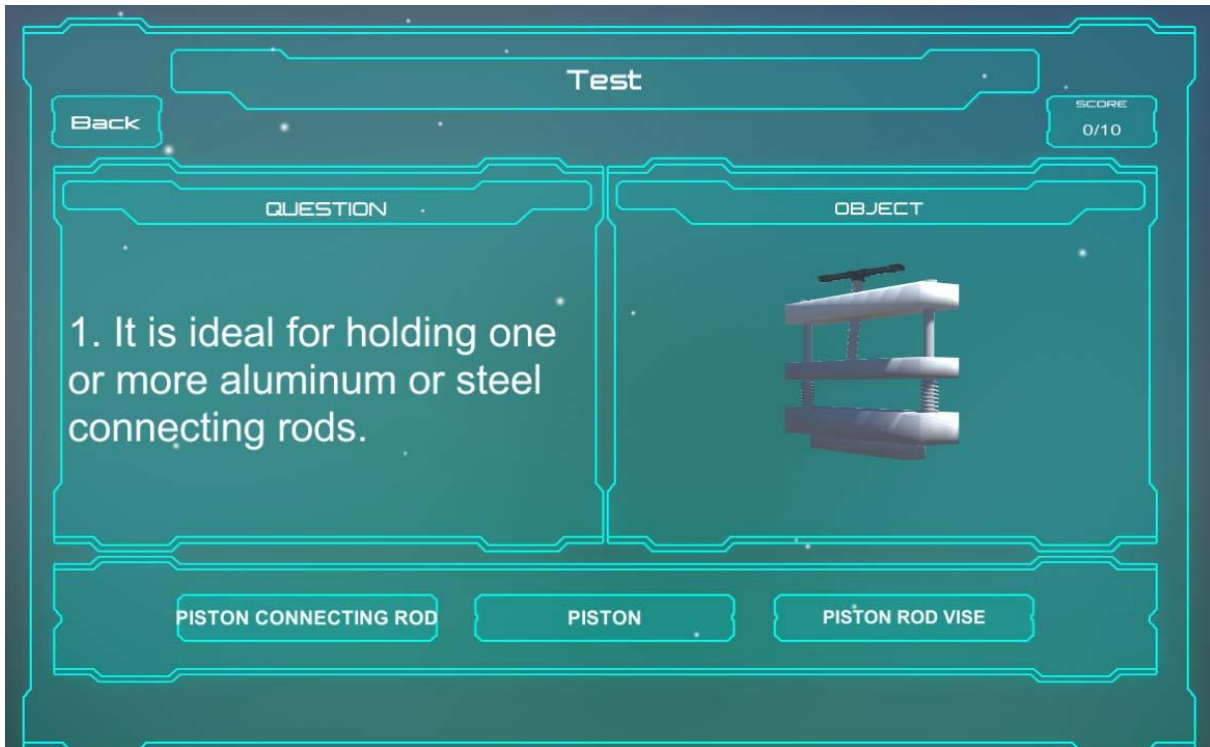 Test
Back
SCORE
0/10
QUESTION
OBJECT
1. It is ideal for holding one
or more aluminum or steel
connecting rods.
PISTON CONNECTING ROD
PISTON
PISTON ROD VISE